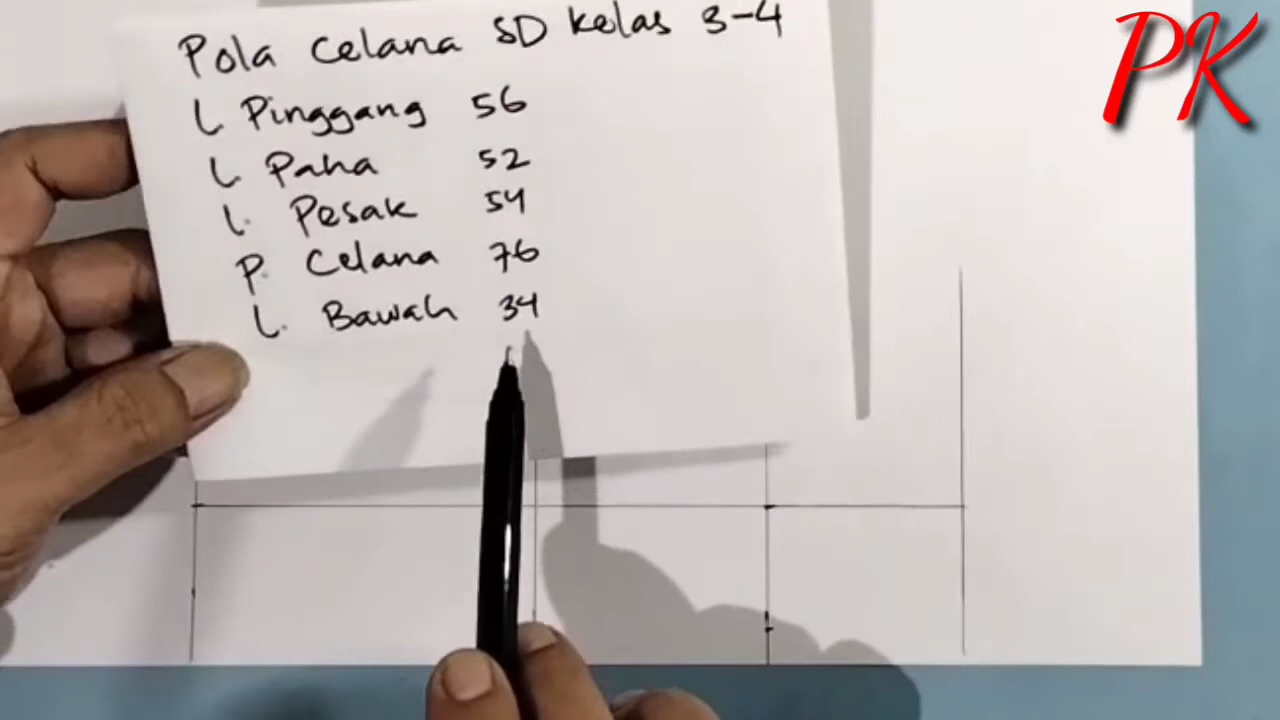 Pola Celana SD Kelas 3-4
L Pinggang 56
L. Paha 52
l. Pesak 54
P. Celana 76
L. Bawah 34
PK